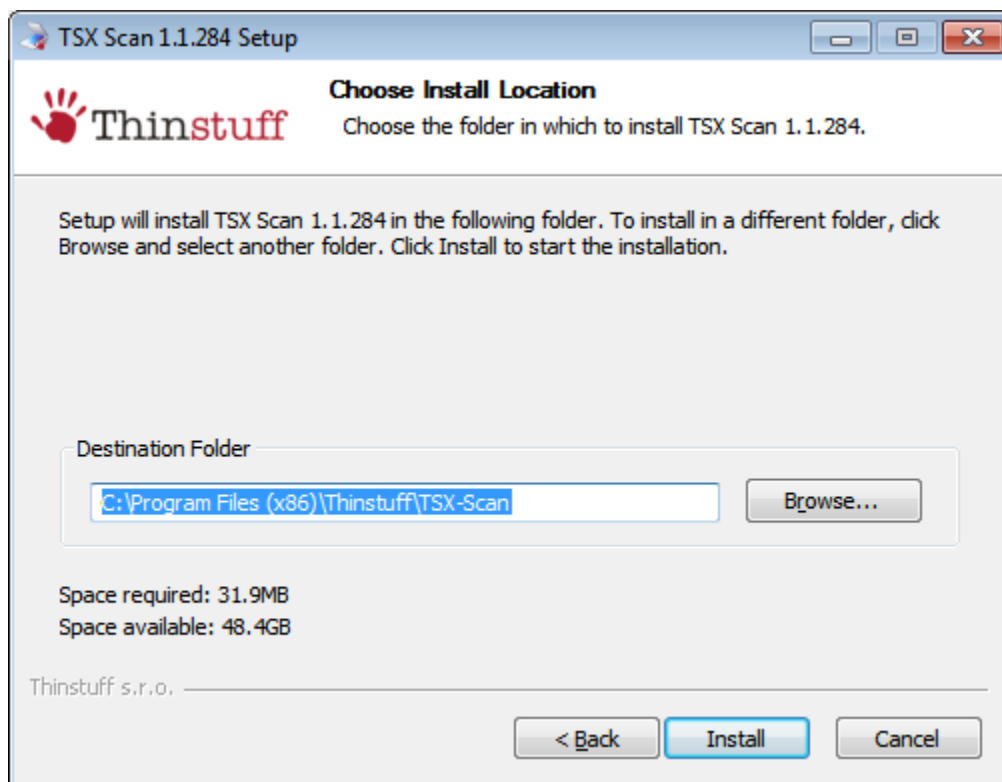 TSX Scan 1.1.284 Setup
Thinstuff
Choose Install Location
Choose the folder in which to install TSX Scan 1.1.284.
Setup will install TSX Scan 1.1.284 in the following folder. To install in a different folder, click
Browse and select another folder. Click Install to start the installation.
Destination Folder
C:\Program Files (x86)\Thinstuff\TSX-Scan
Browse...
Space required: 31.9MB
Space available: 48.4GB
Thinstuff s.r.o.
< Back
Install
Cancel